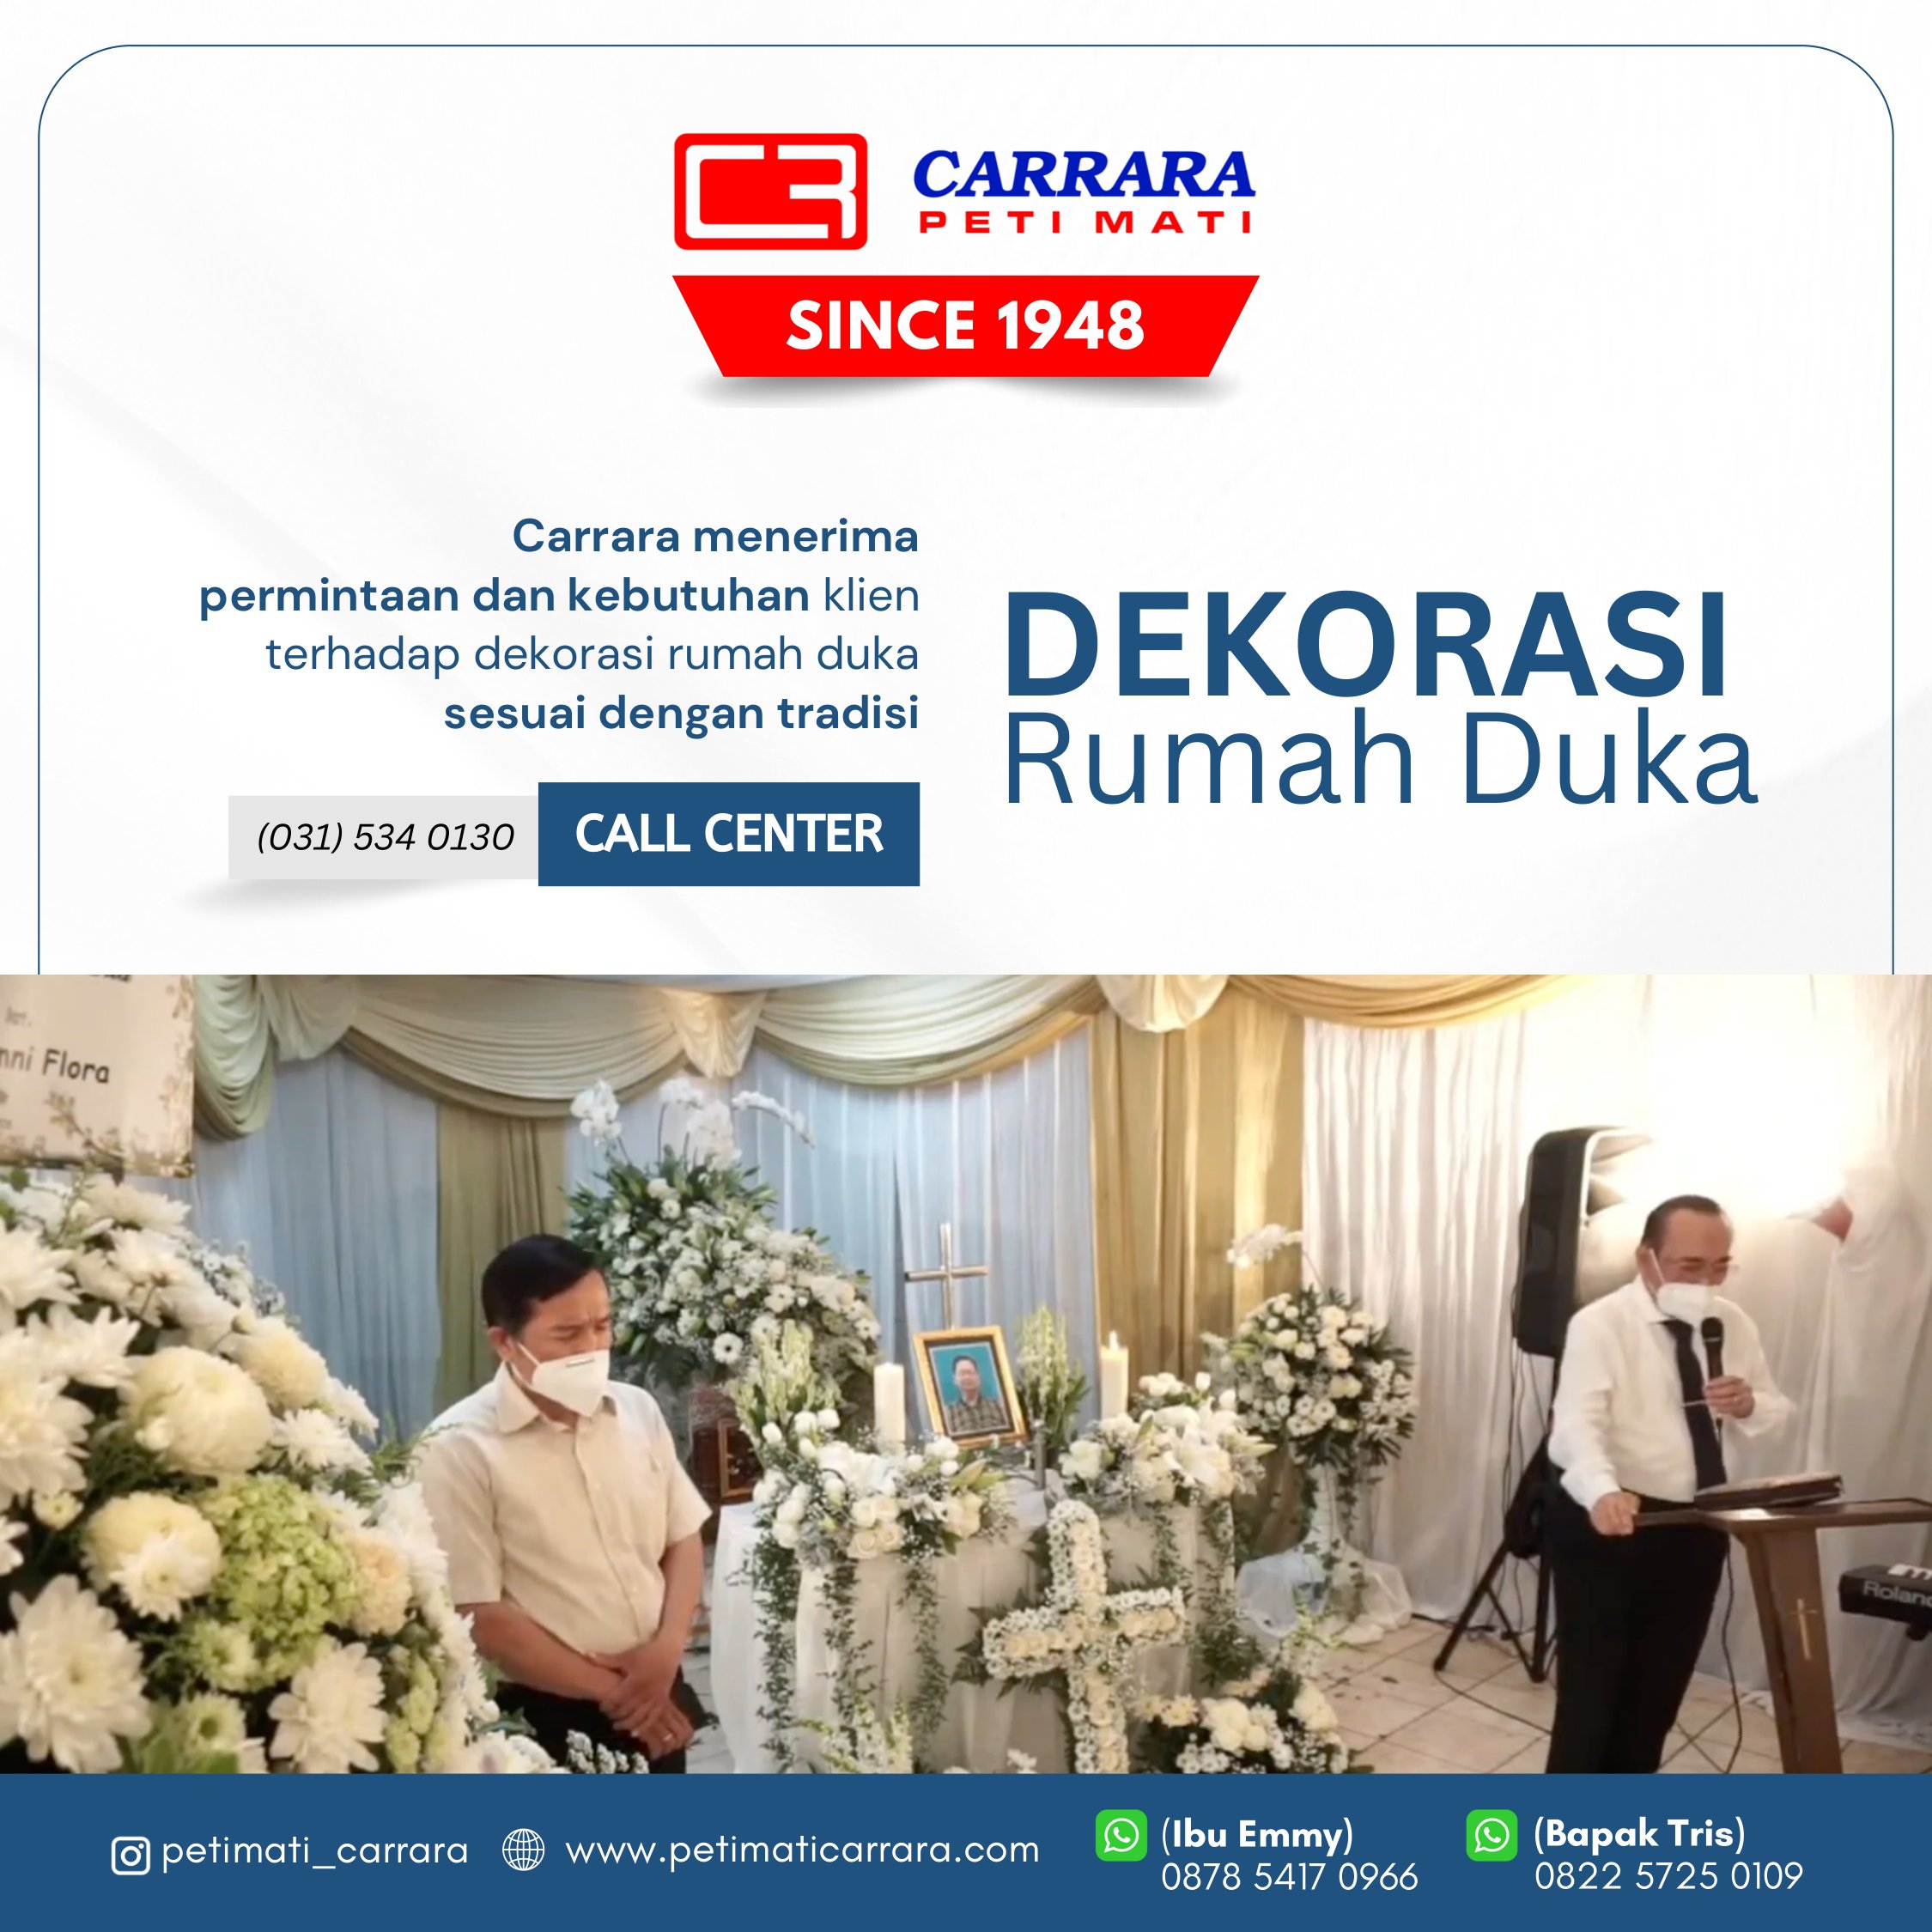 CARRARA
PETI MATI
SINCE 1948
Carrara menerima
permintaan dan kebutuhan klien
terhadap dekorasi rumah duka
sesuai dengan tradisi
(031) 534 0130 CALL CENTER
DEKORASI
Rumah Duka
Flora
Roland
petimati_carrara
www.petimaticarrara.com
(Ibu Emmy)
0878 5417 0966
(Bapak Tris)
0822 5725 0109